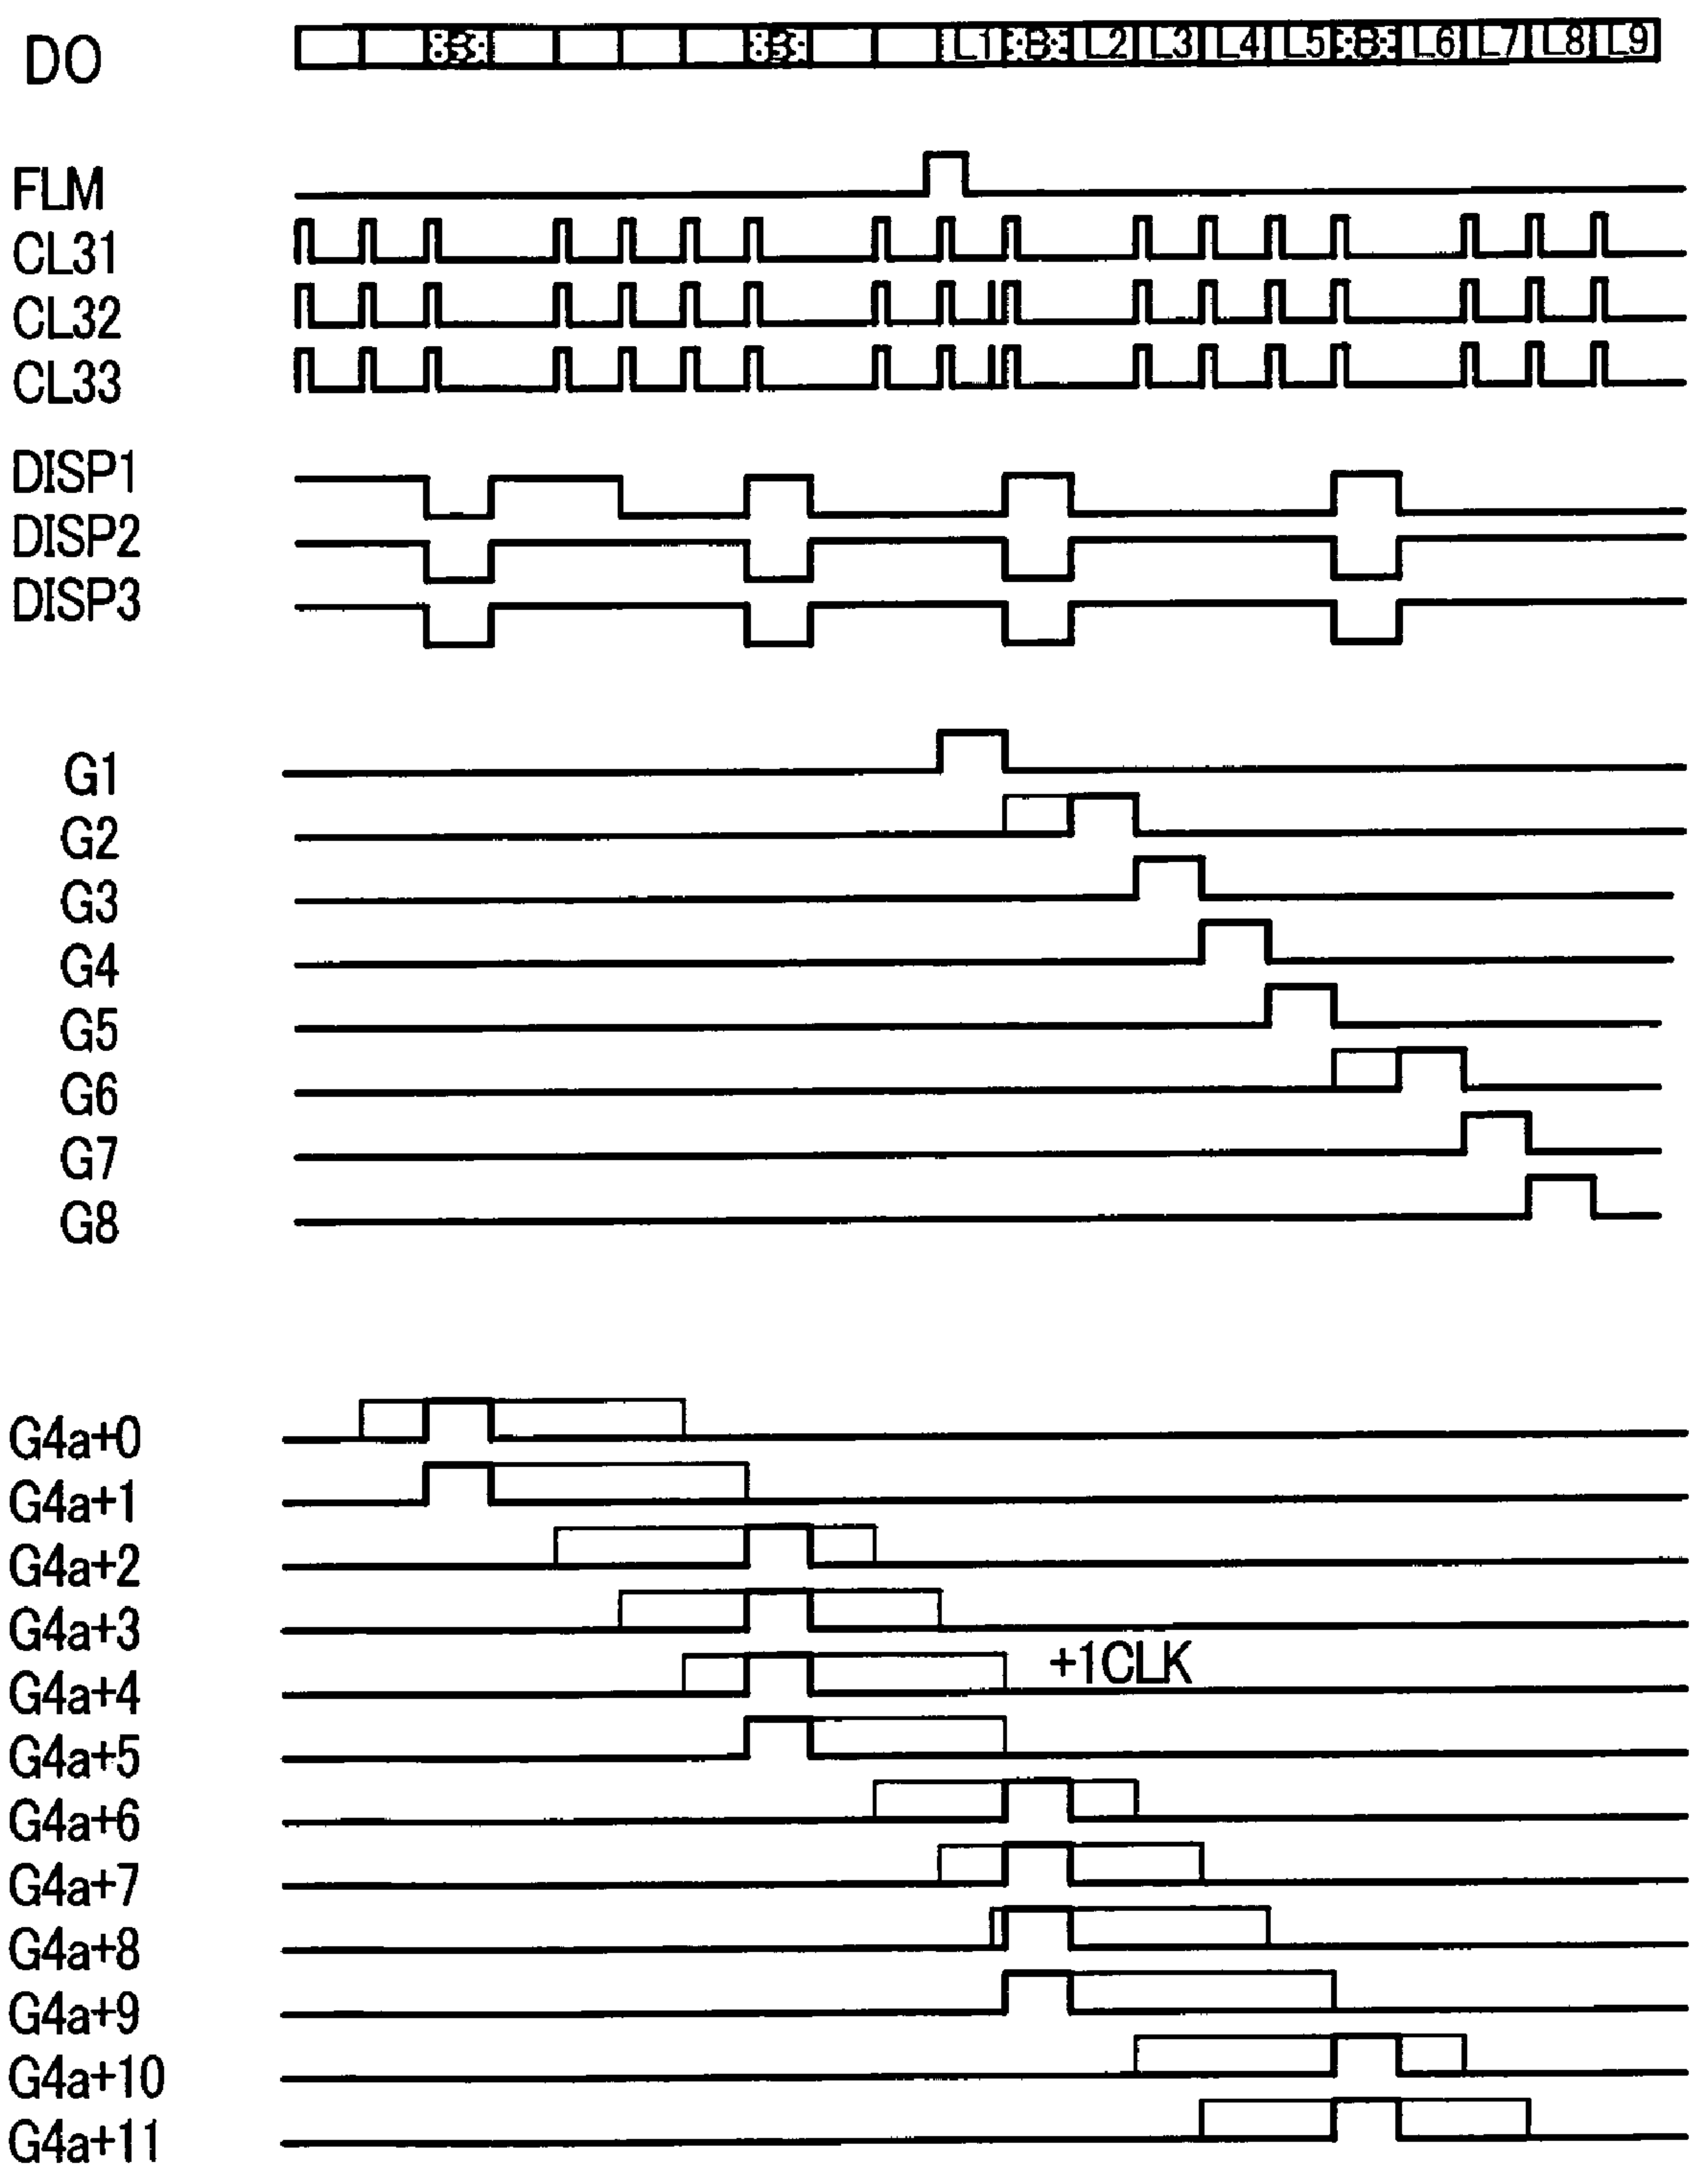 DO L1 B L2 L3 L4 L5 B L6 L7 L8 L9
FLM
CL31
CL32
CL33
DISP1
DISP2
DISP3
G1
G2
G3
G4
G5
G6
G7
G8
G4a+0
G4a+1
G4a+2
G4a+3
G4a+4 +1CLK
G4a+5
G4a+6
G4a+7
G4a+8
G4a+9
G4a+10
G4a+11